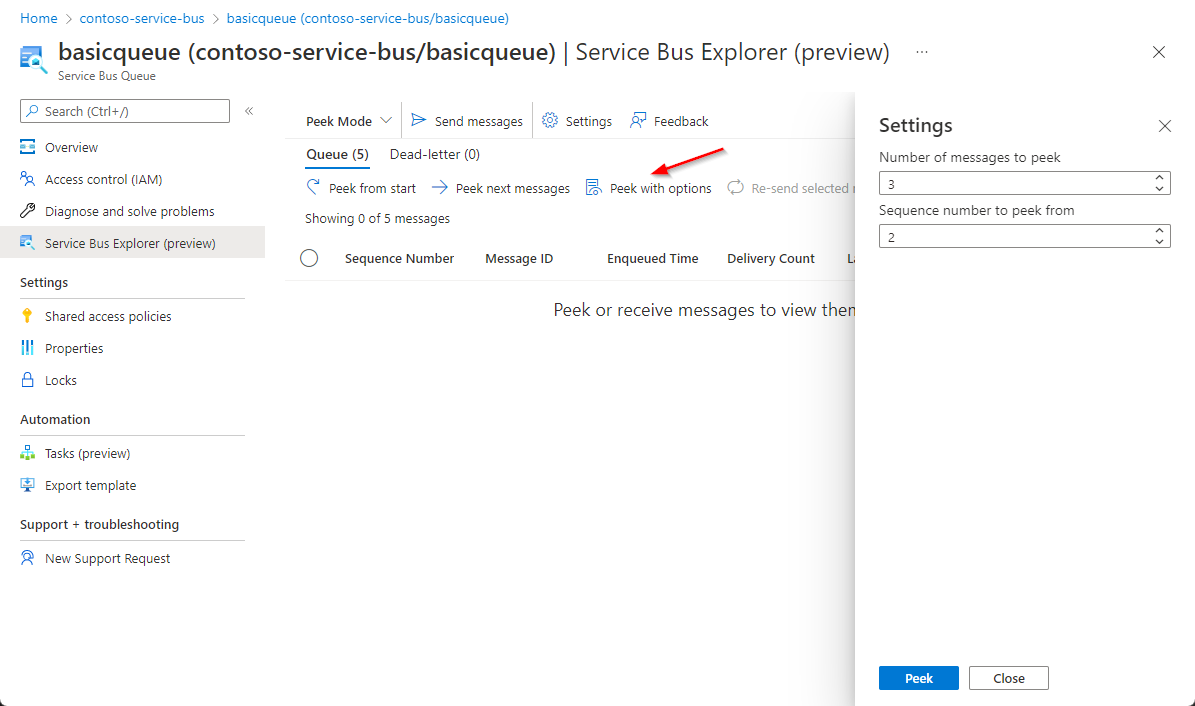 Home > contoso-service-bus > basicqueue (contoso-service-bus/basicqueue)
basicqueue (contoso-service-bus/basicqueue) | Service Bus Explorer (preview) ...
Service Bus Queue
Search (Ctrl+/)
Overview
Access control (IAM)
Diagnose and solve problems
Service Bus Explorer (preview)
Settings
Shared access policies
Properties
Locks
Automation
Tasks (preview)
Export template
Support + troubleshooting
New Support Request
Peek Mode Send messages Settings Feedback
Queue (5) Dead-letter (0)
Peek from start Peek next messages Peek with options Re-send selected
Showing 0 of 5 messages
Sequence Number Message ID Enqueued Time Delivery Count
Peek or receive messages to view
Settings
Number of messages to peek
3
Sequence number to peek from
2
Peek Close